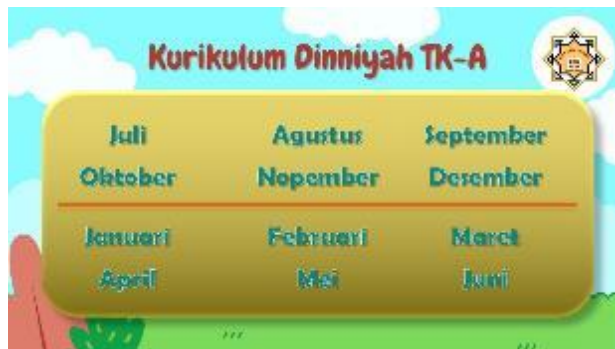 Kurikulum Dinniyah TK-A
Juli Agustus September
Oktober Nopember Desember
Januari Februari Maret
April Mei Juni